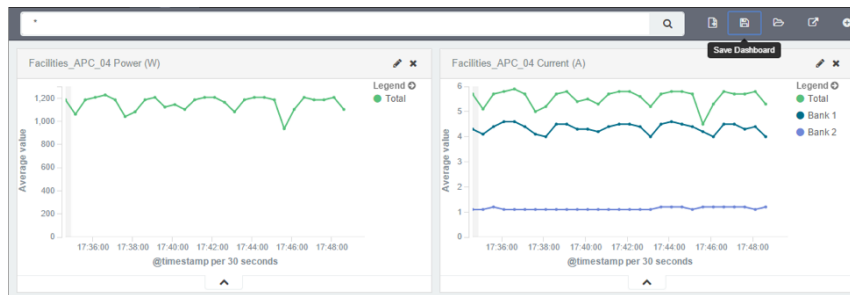 *
Save Dashboard
Facilities_APC_04 Power (W)
Legend
Total
1,200
1,000
800
600
400
200
0
Average value
17:36:00 17:38:00 17:40:00 17:42:00 17:44:00 17:46:00 17:48:00
@timestamp per 30 seconds
Facilities_APC_04 Current (A)
Legend
Total
Bank 1
Bank 2
6
5
4
3
2
1
0
Average value
17:36:00 17:38:00 17:40:00 17:42:00 17:44:00 17:46:00 17:48:00
@timestamp per 30 seconds